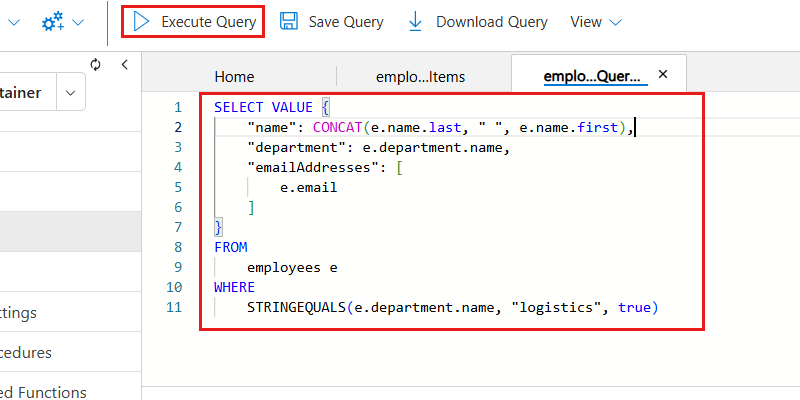 Execute Query Save Query Download Query View
tainer
Home emplo...Items emplo...Quer... ×
1 SELECT VALUE {
2 "name": CONCAT(e.name.last, " ", e.name.first),
3 "department": e.department.name,
4 "emailAddresses": [
5 e.email
6 ]
7 }
8 FROM
9 employees e
10 WHERE
11 STRINGEQUALS(e.department.name, "logistics", true)
ttings
cedures
ed Functions